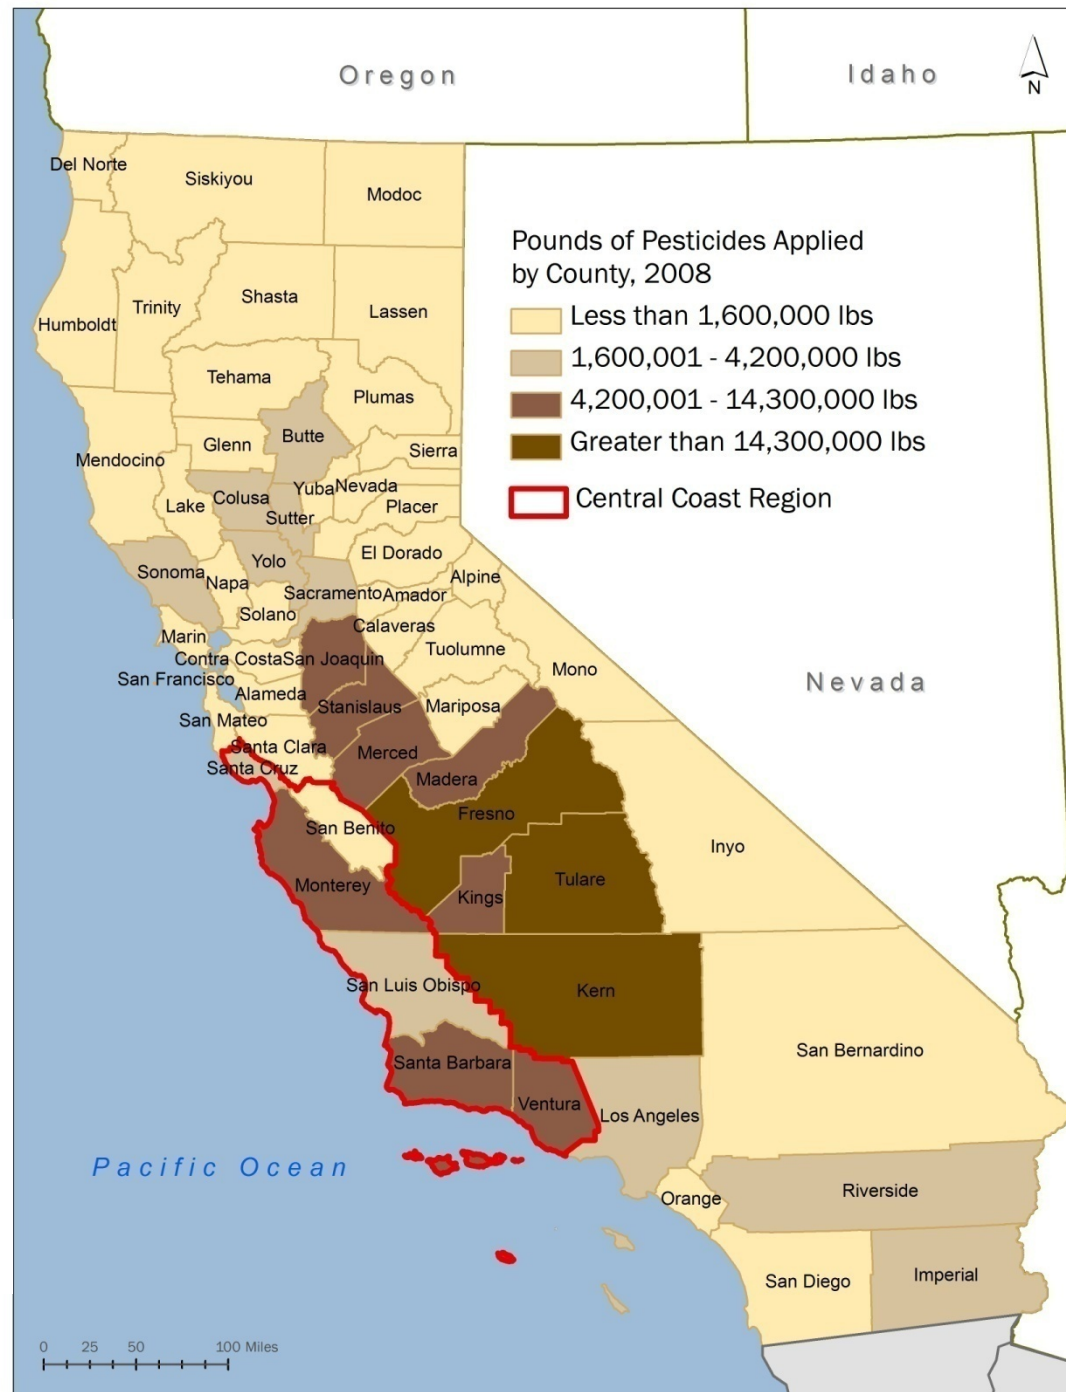 Oregon
Idaho
N
Del Norte
Siskiyou
Modoc
Pounds of Pesticides Applied
by County, 2008
Less than 1,600,000 lbs
1,600,001 - 4,200,000 lbs
4,200,001 - 14,300,000 lbs
Greater than 14,300,000 lbs
Central Coast Region
Humboldt
Trinity
Shasta
Lassen
Tehama
Plumas
Mendocino
Glenn
Butte
Sierra
Lake
Colusa
Sutter
Yuba
Nevada
Placer
Sonoma
Napa
Yolo
El Dorado
Alpine
Sacramento
Amador
Solano
Marin
Calaveras
Contra Costa
San Joaquin
Tuolumne
Mono
San Francisco
Alameda
Stanislaus
Mariposa
Nevada
San Mateo
Santa Clara
Merced
Santa Cruz
Madera
San Benito
Fresno
Inyo
Monterey
Kings
Tulare
San Luis Obispo
Kern
Santa Barbara
San Bernardino
Ventura
Los Angeles
Pacific Ocean
Orange
Riverside
San Diego
Imperial
0 25 50 100 Miles